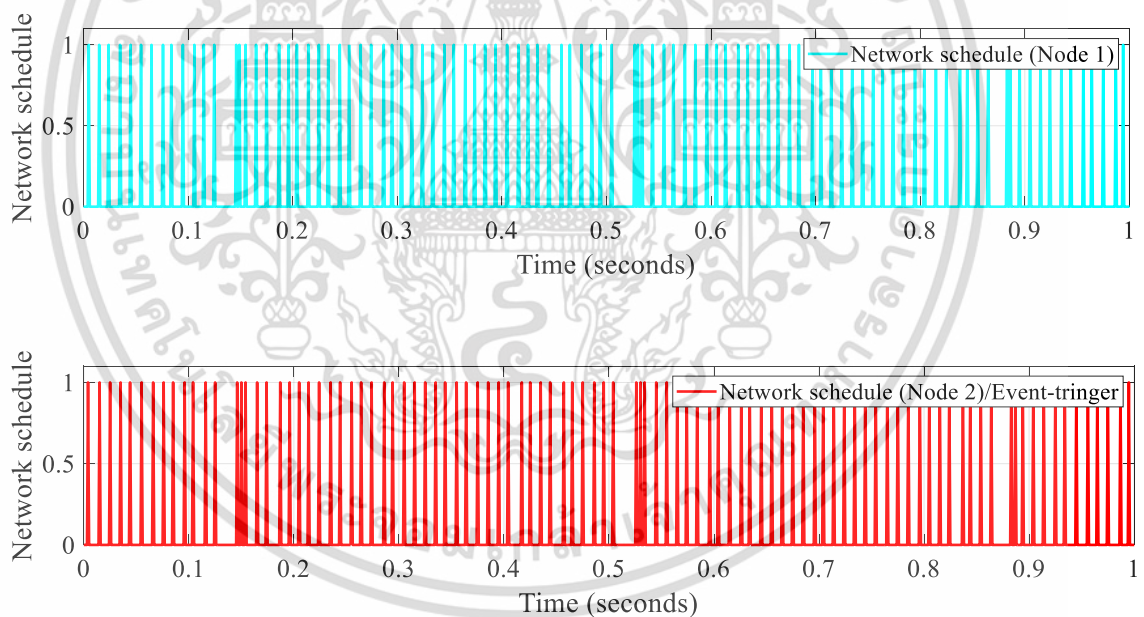 Network schedule
1
0.5
0
Network schedule (Node 1)
0 0.1 0.2 0.3 0.4 0.5 0.6 0.7 0.8 0.9 1
Time (seconds)
Network schedule
1
0.5
0
Network schedule (Node 2)/Event-tringer
0 0.1 0.2 0.3 0.4 0.5 0.6 0.7 0.8 0.9 1
Time (seconds)